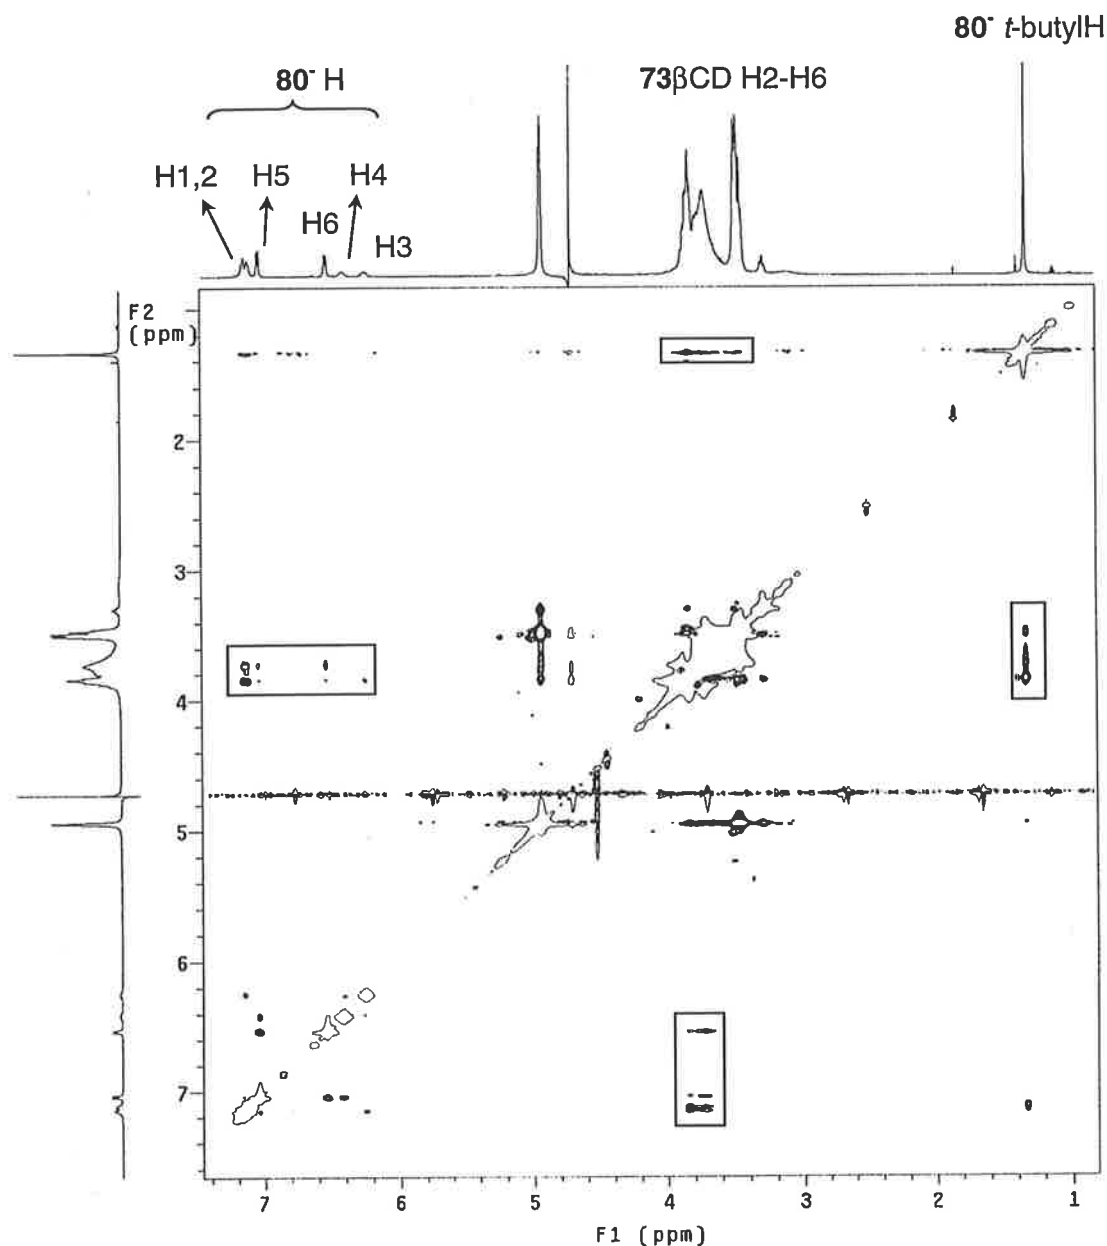 80⁻ t-butylH
80⁻ H
73βCD H2-H6
H1,2 H5 H4
H6
H3
F2
(ppm)
2
3
4
5
6
7
7 6 5 4 3 2 1
F1 (ppm)